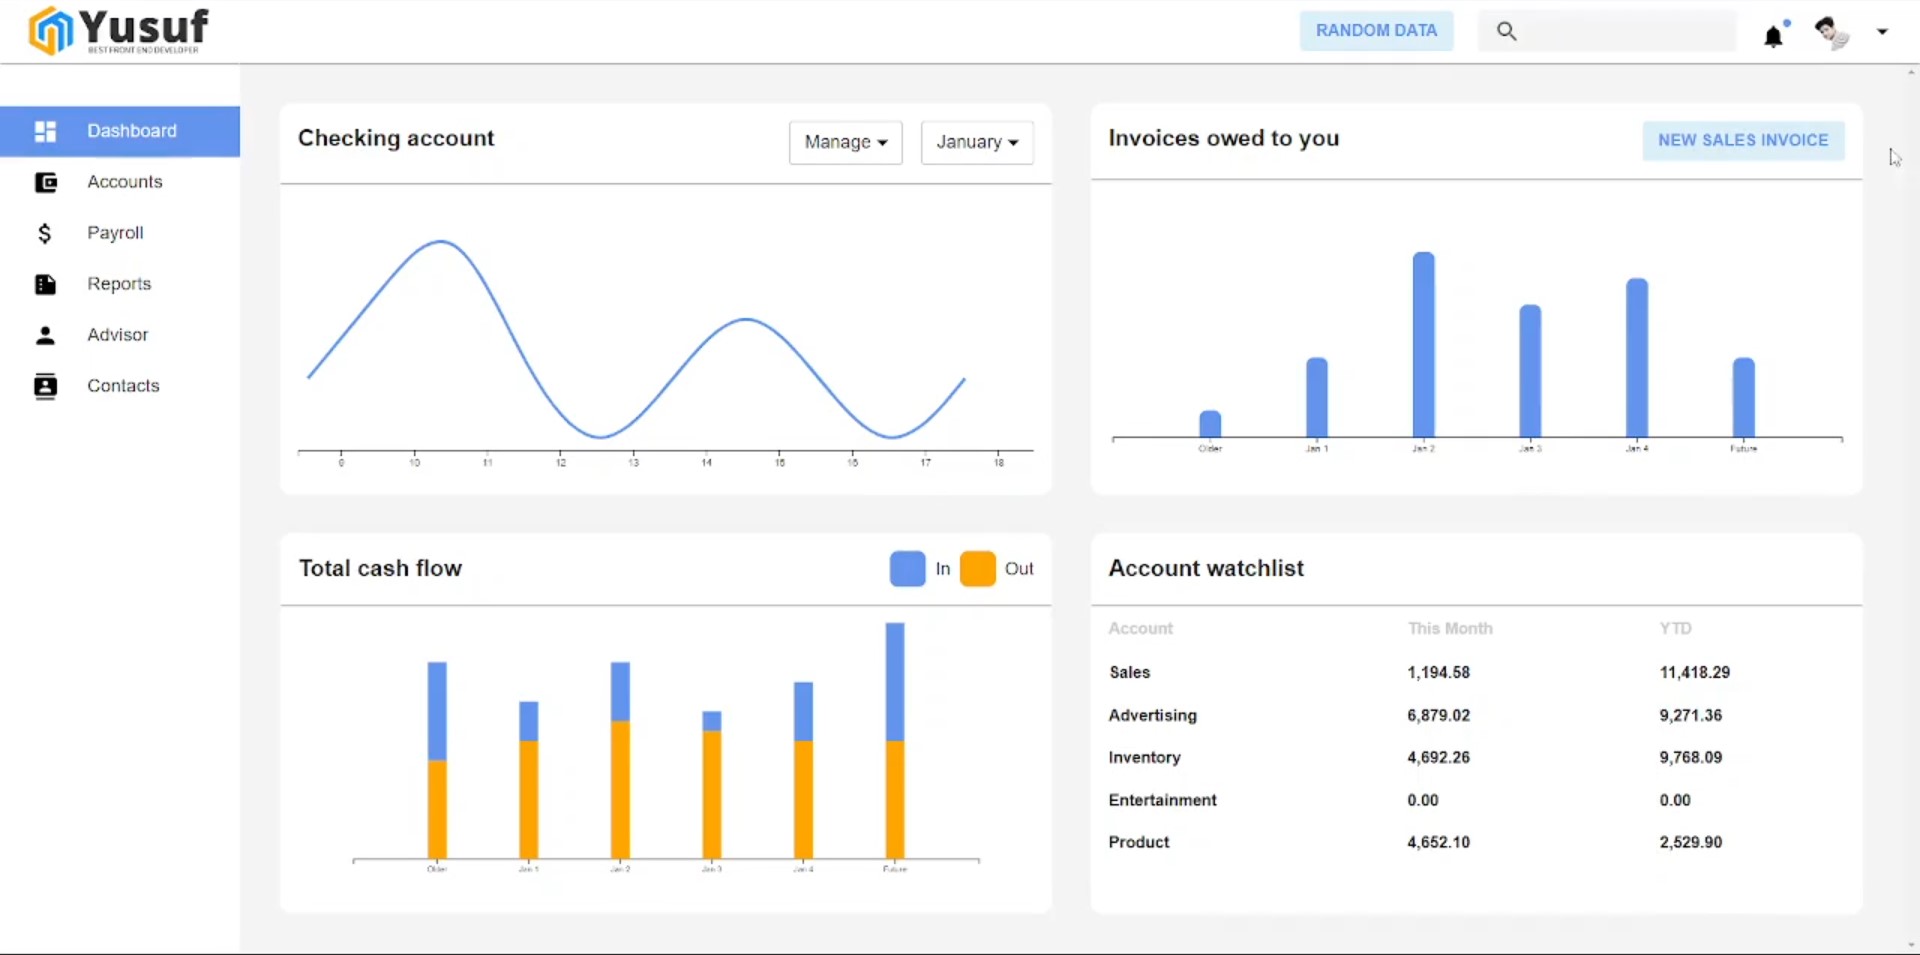 Yusuf
BEST FRONT END DEVELOPER
RANDOM DATA
Dashboard
Accounts
Payroll
Reports
Advisor
Contacts
Checking account
Manage
January
9 10 11 12 13 14 15 16 17 18
Invoices owed to you
NEW SALES INVOICE
Older Jan 1 Jan 2 Jan 3 Jan 4 Future
Total cash flow
In
Out
Older Jan 1 Jan 2 Jan 3 Jan 4 Future
Account watchlist
Account This Month YTD
Sales 1,194.58 11,418.29
Advertising 6,879.02 9,271.36
Inventory 4,692.26 9,768.09
Entertainment 0.00 0.00
Product 4,652.10 2,529.90